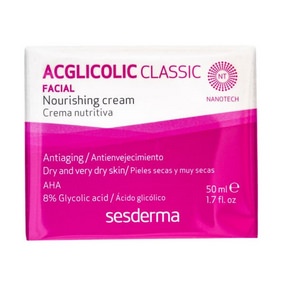 ACGLICOLIC CLASSIC
FACIAL
Nourishing cream
Crema nutritiva
NT
NANOTECH
Antiaging / Antienvejecimiento
Dry and very dry skin / Pieles secas y muy secas
AHA
8% Glycolic acid / Ácido glicólico
50 ml ℮
1.7 fl. oz
sesderma